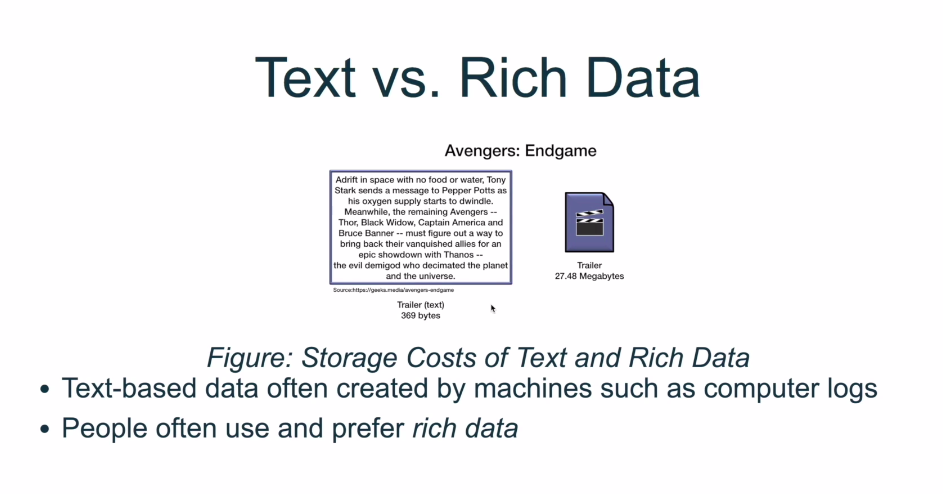 Text vs. Rich Data
Avengers: Endgame
Adrift in space with no food or water, Tony
Stark sends a message to Pepper Potts as
his oxygen supply starts to dwindle.
Meanwhile, the remaining Avengers --
Thor, Black Widow, Captain America and
Bruce Banner -- must figure out a way to
bring back their vanquished allies for an
epic showdown with Thanos --
the evil demigod who decimated the planet
and the universe.
Source:https://geeks.media/avengers-endgame
Trailer (text)
369 bytes
Trailer
27.48 Megabytes
Figure: Storage Costs of Text and Rich Data
• Text-based data often created by machines such as computer logs
• People often use and prefer rich data